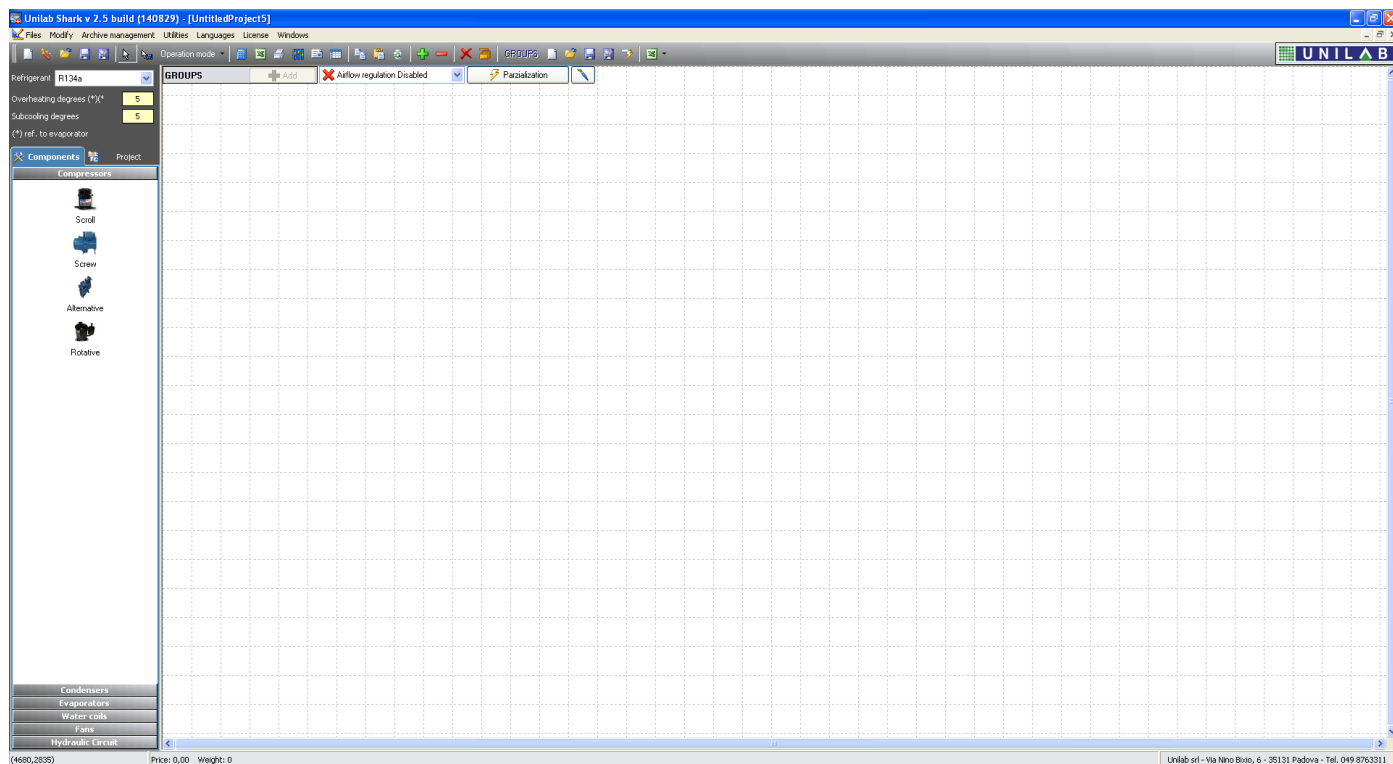 Unilab Shark v 2.5 build (140829) - [UntitledProject5]
Files Modify Archive management Utilities Languages License Windows
Operation mode GROUPS UNILAB
Refrigerant R134a
GROUPS Add Airflow regulation Disabled Parzialization
Overheating degrees (*)(* 5
Subcooling degrees 5
(*) ref. to evaporator
Components Project
Compressors
Scroll
Screw
Alternative
Rotative
Condensers
Evaporators
Water coils
Fans
Hydraulic Circuit
(4680,2835) Price: 0,00 Weight: 0 Unilab srl - Via Nino Bixio, 6 - 35131 Padova - Tel. 049 8763311